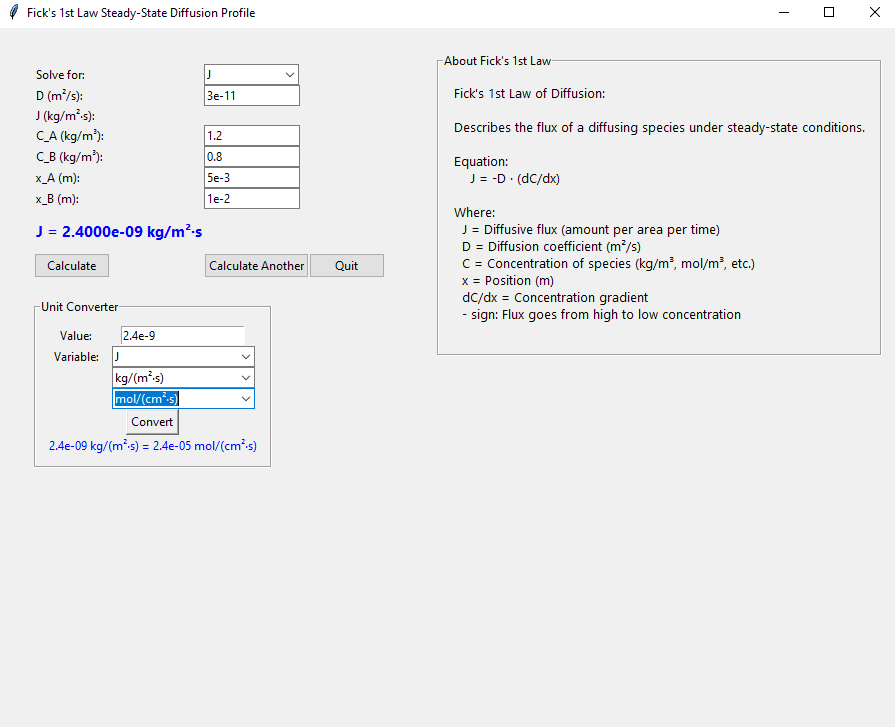 Fick's 1st Law Steady-State Diffusion Profile
Solve for: J
D (m²/s): 3e-11
J (kg/m²·s):
C_A (kg/m³): 1.2
C_B (kg/m³): 0.8
x_A (m): 5e-3
x_B (m): 1e-2
J = 2.4000e-09 kg/m²·s
Calculate Calculate Another Quit
Unit Converter
Value: 2.4e-9
Variable: J
kg/(m²·s)
mol/(cm²·s)
Convert
2.4e-09 kg/(m²·s) = 2.4e-05 mol/(cm²·s)
About Fick's 1st Law
Fick's 1st Law of Diffusion:
Describes the flux of a diffusing species under steady-state conditions.
Equation:
J = -D · (dC/dx)
Where:
J = Diffusive flux (amount per area per time)
D = Diffusion coefficient (m²/s)
C = Concentration of species (kg/m³, mol/m³, etc.)
x = Position (m)
dC/dx = Concentration gradient
- sign: Flux goes from high to low concentration